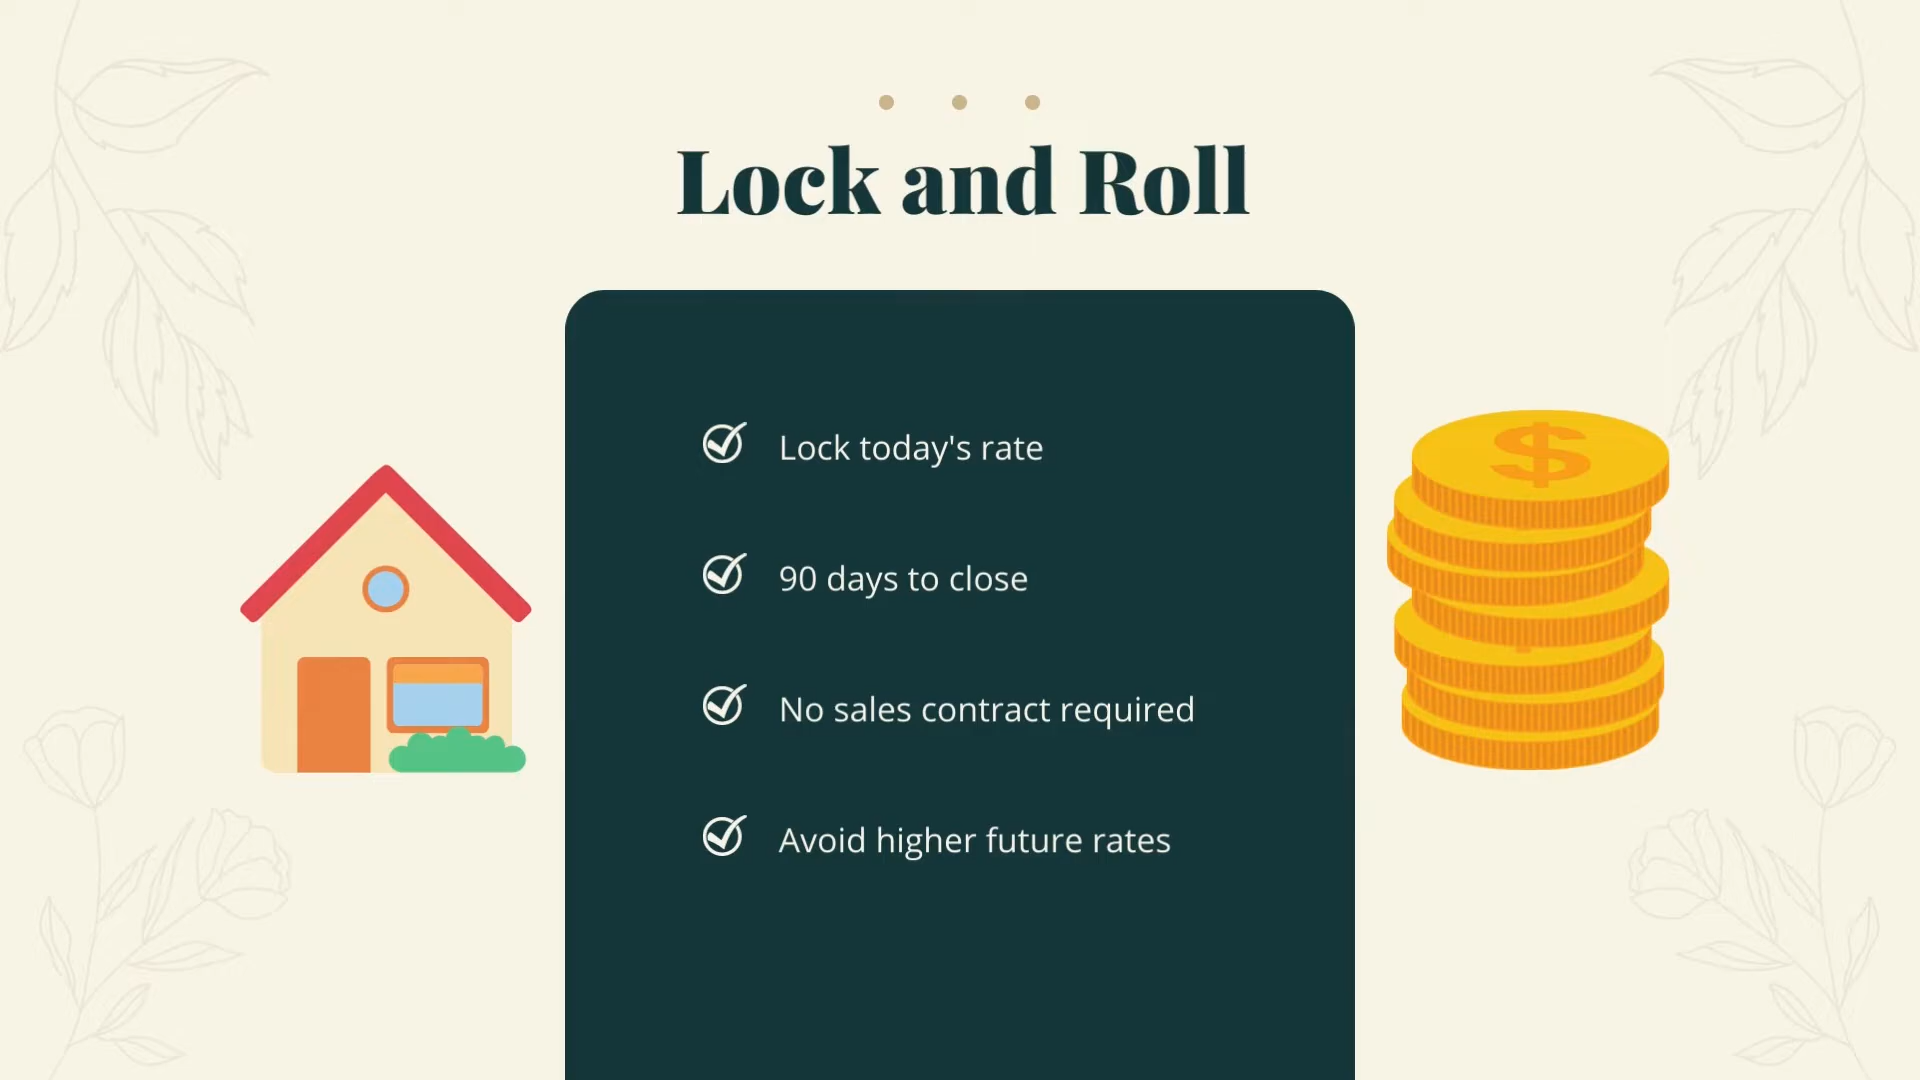 Lock and Roll
Lock today's rate
90 days to close
No sales contract required
Avoid higher future rates
$